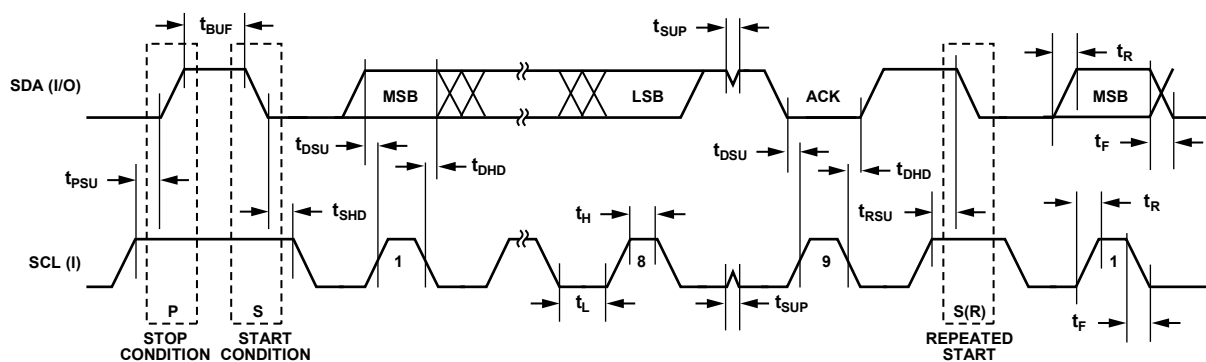 tBUF
tSUP
tR
SDA (I/O)
MSB
LSB
ACK
MSB
tDSU
tDHD
tDSU
tDHD
tF
tPSU
tSHD
tH
tRSU
tR
SCL (I)
1
8
9
1
tL
tSUP
tF
P
S
S(R)
STOP
CONDITION
START
CONDITION
REPEATED
START